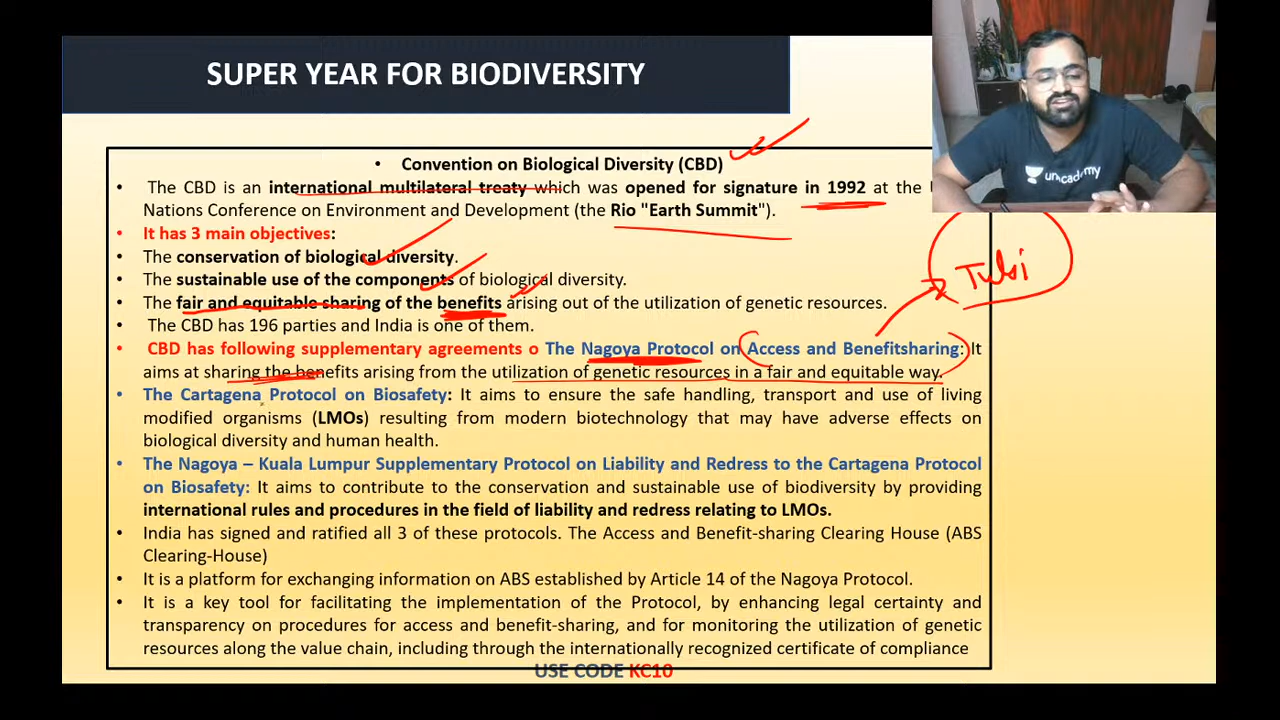 SUPER YEAR FOR BIODIVERSITY
• Convention on Biological Diversity (CBD)
• The CBD is an international multilateral treaty which was opened for signature in 1992 at the
Nations Conference on Environment and Development (the Rio "Earth Summit").
• It has 3 main objectives:
• The conservation of biological diversity.
• The sustainable use of the components of biological diversity.
• The fair and equitable sharing of the benefits arising out of the utilization of genetic resources.
• The CBD has 196 parties and India is one of them.
• CBD has following supplementary agreements o The Nagoya Protocol on Access and Benefitsharing: It
aims at sharing the benefits arising from the utilization of genetic resources in a fair and equitable way.
• The Cartagena Protocol on Biosafety: It aims to ensure the safe handling, transport and use of living
modified organisms (LMOs) resulting from modern biotechnology that may have adverse effects on
biological diversity and human health.
• The Nagoya – Kuala Lumpur Supplementary Protocol on Liability and Redress to the Cartagena Protocol
on Biosafety: It aims to contribute to the conservation and sustainable use of biodiversity by providing
international rules and procedures in the field of liability and redress relating to LMOs.
• India has signed and ratified all 3 of these protocols. The Access and Benefit-sharing Clearing House (ABS
Clearing-House)
• It is a platform for exchanging information on ABS established by Article 14 of the Nagoya Protocol.
• It is a key tool for facilitating the implementation of the Protocol, by enhancing legal certainty and
transparency on procedures for access and benefit-sharing, and for monitoring the utilization of genetic
resources along the value chain, including through the internationally recognized certificate of compliance
USE CODE KC10
Tulsi
unacademy